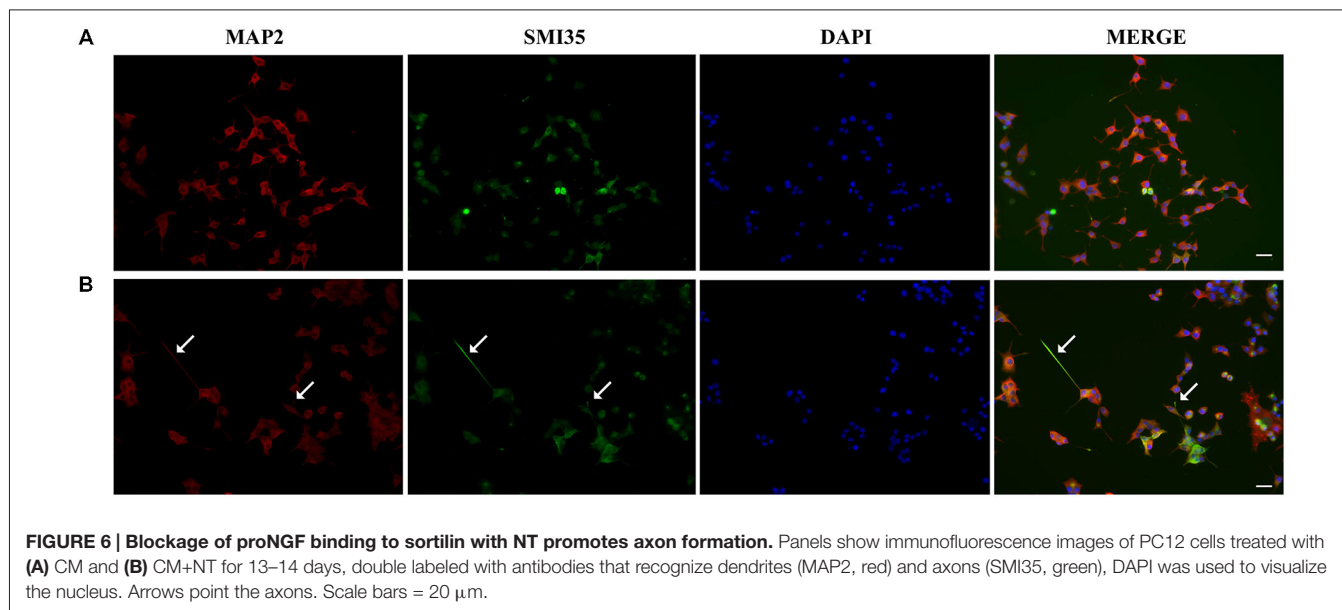 A
MAP2 SMI35 DAPI MERGE
B
FIGURE 6 | Blockage of proNGF binding to sortilin with NT promotes axon formation. Panels show immunofluorescence images of PC12 cells treated with
(A) CM and (B) CM+NT for 13–14 days, double labeled with antibodies that recognize dendrites (MAP2, red) and axons (SMI35, green), DAPI was used to visualize
the nucleus. Arrows point the axons. Scale bars = 20 μm.